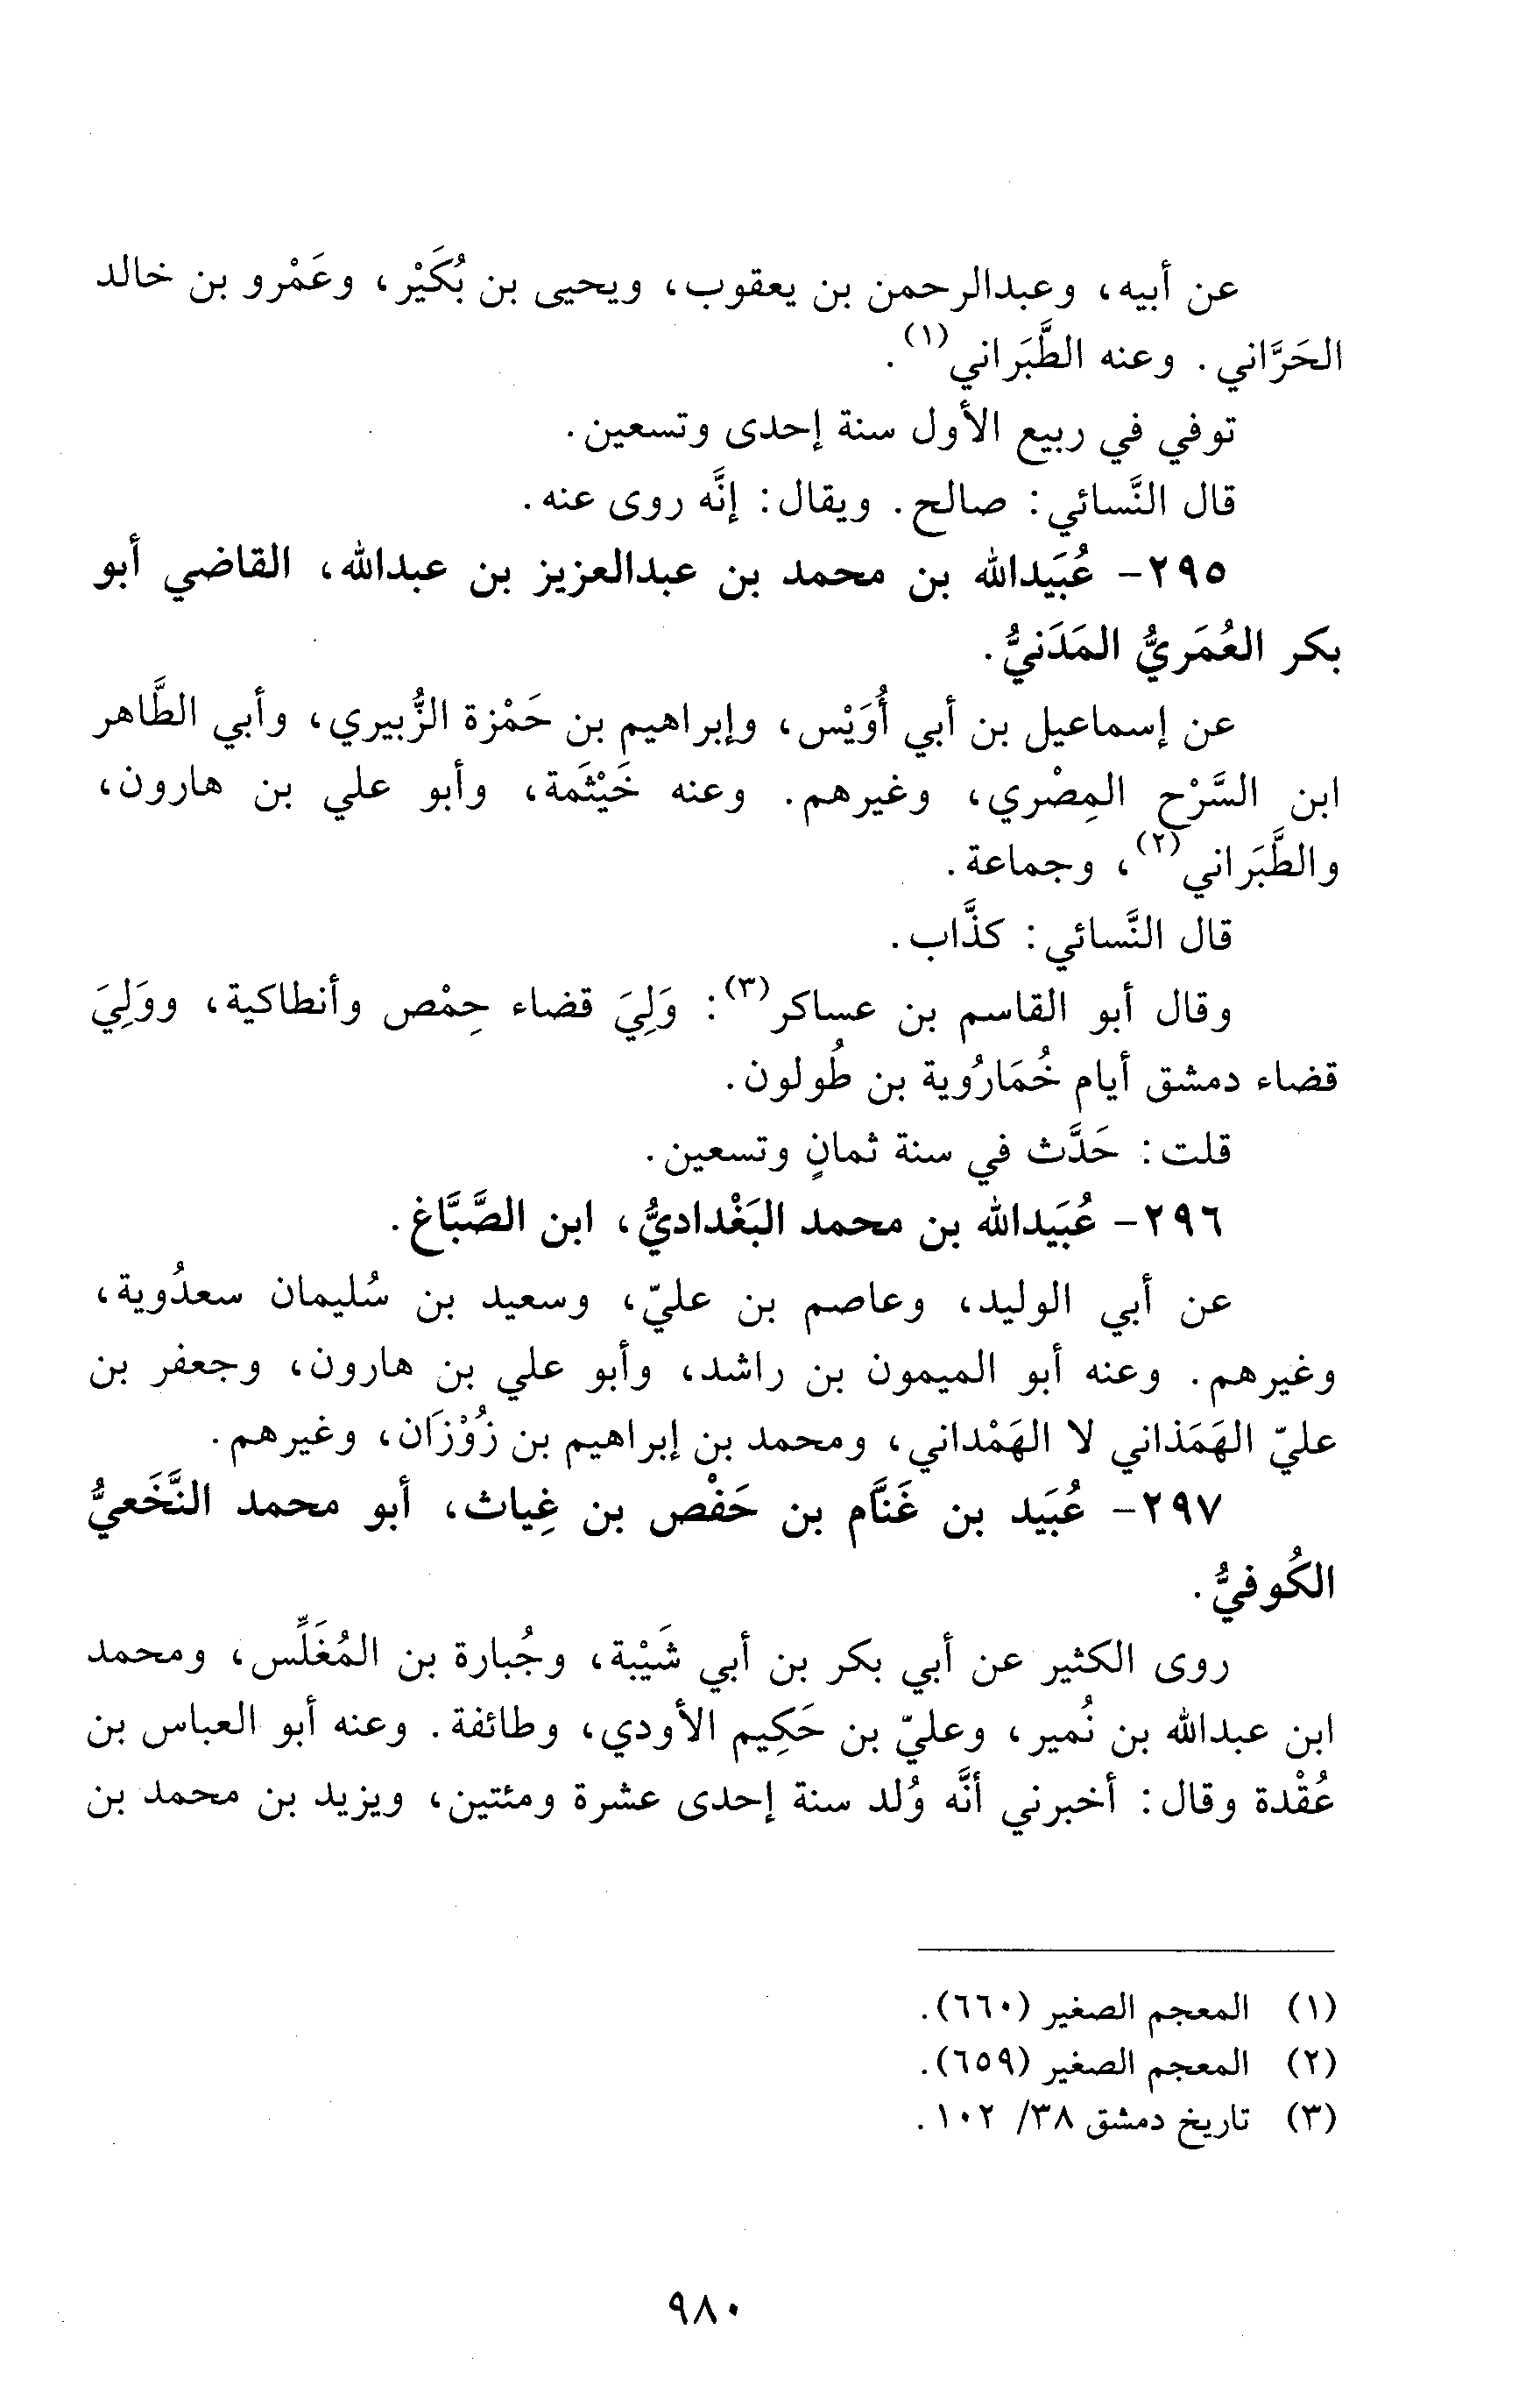 عن أبيه، وعبدالرحمن بن يعقوب، ويحيى بن بُكَيْر، وعَمْرو بن خالد
الحَرَّاني. وعنه الطَّبَراني(١).
توفي في ربيع الأول سنة إحدى وتسعين.
قال النَّسائي: صالح. ويقال: إنَّه روى عنه.
٢٩٥- عُبَيدالله بن محمد بن عبدالعزيز بن عبدالله، القاضي أبو
بكر العُمَريُّ المَدَنيُّ.
عن إسماعيل بن أبي أُوَيْس، وإبراهيم بن حَمْزة الزُّبيري، وأبي الطَّاهر
ابن السَّرْح المِصْري، وغيرهم. وعنه خَيْثَمة، وأبو علي بن هارون،
والطَّبَراني(٢)، وجماعة.
قال النَّسائي: كذَّاب.
وقال أبو القاسم بن عساكر(٣): وَلِيَ قضاء حِمْص وأنطاكية، ووَلِيَ
قضاء دمشق أيام خُمَارُوية بن طُولون.
قلت: حَدَّث في سنة ثمانٍ وتسعين.
٢٩٦- عُبَيدالله بن محمد البَغْداديُّ، ابن الصَّبَّاغ.
عن أبي الوليد، وعاصم بن عليّ، وسعيد بن سُليمان سعدُوية،
وغيرهم. وعنه أبو الميمون بن راشد، وأبو علي بن هارون، وجعفر بن
عليّ الهَمَذاني لا الهَمْداني، ومحمد بن إبراهيم بن زُوْزَان، وغيرهم.
٢٩٧- عُبَيد بن غَنَّام بن حَفْص بن غِياث، أبو محمد النَّخَعيُّ
الكُوفيُّ.
روى الكثير عن أبي بكر بن أبي شَيْبة، وجُبارة بن المُغَلِّس، ومحمد
ابن عبدالله بن نُمير، وعليّ بن حَكِيم الأودي، وطائفة. وعنه أبو العباس بن
عُقْدة وقال: أخبرني أنَّه وُلد سنة إحدى عشرة ومئتين، ويزيد بن محمد بن
(١) المعجم الصغير (٦٦٠).
(٢) المعجم الصغير (٦٥٩).
(٣) تاريخ دمشق ٣٨/ ١٠٢.
٩٨٠